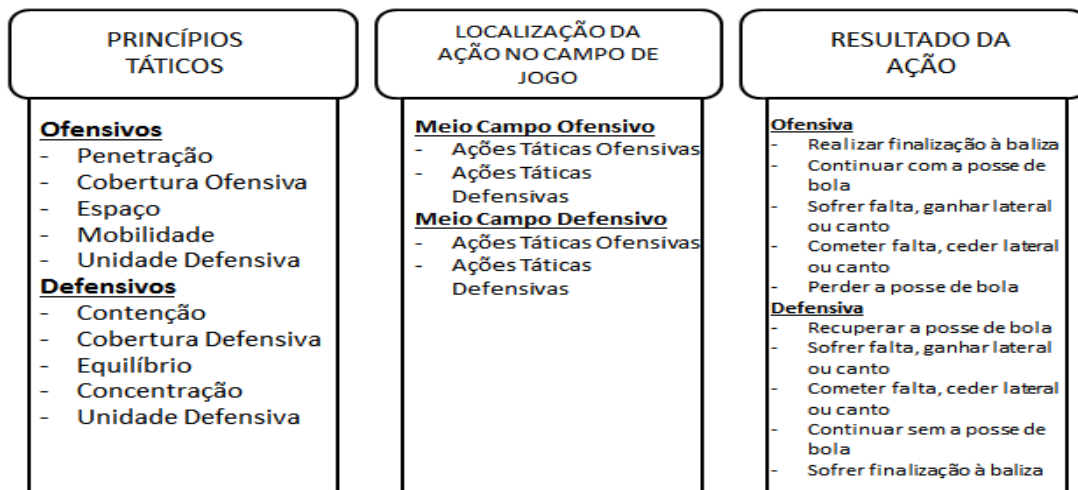 PRINCÍPIOS
TÁTICOS
Ofensivos
- Penetração
- Cobertura Ofensiva
- Espaço
- Mobilidade
- Unidade Defensiva
Defensivos
- Contenção
- Cobertura Defensiva
- Equilíbrio
- Concentração
- Unidade Defensiva
LOCALIZAÇÃO DA
AÇÃO NO CAMPO DE
JOGO
Meio Campo Ofensivo
- Ações Táticas Ofensivas
- Ações Táticas
Defensivas
Meio Campo Defensivo
- Ações Táticas Ofensivas
- Ações Táticas
Defensivas
RESULTADO DA
AÇÃO
Ofensiva
- Realizar finalização à baliza
- Continuar com a posse de
bola
- Sofrer falta, ganhar lateral
ou canto
- Cometer falta, ceder lateral
ou canto
- Perder a posse de bola
Defensiva
- Recuperar a posse de bola
- Sofrer falta, ganhar lateral
ou canto
- Cometer falta, ceder lateral
ou canto
- Continuar sem a posse de
bola
- Sofrer finalização à baliza